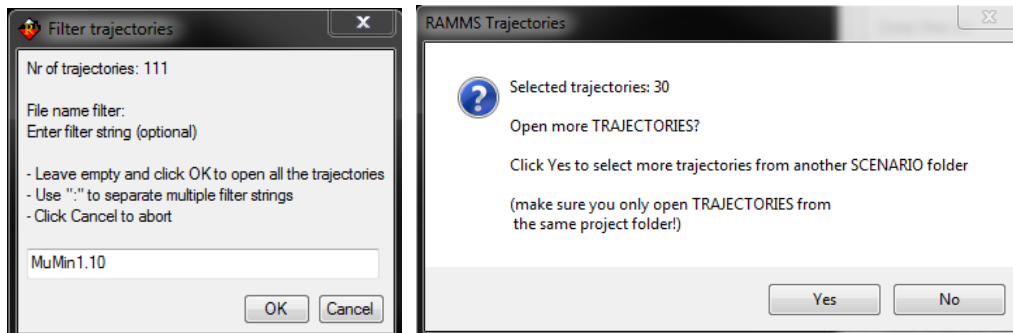 Filter trajectories
Nr of trajectories: 111
File name filter:
Enter filter string (optional)
- Leave empty and click OK to open all the trajectories
- Use ":" to separate multiple filter strings
- Click Cancel to abort
MuMin1.10
OK
Cancel
RAMMS Trajectories
Selected trajectories: 30
Open more TRAJECTORIES?
Click Yes to select more trajectories from another SCENARIO folder
(make sure you only open TRAJECTORIES from
the same project folder!)
Yes
No